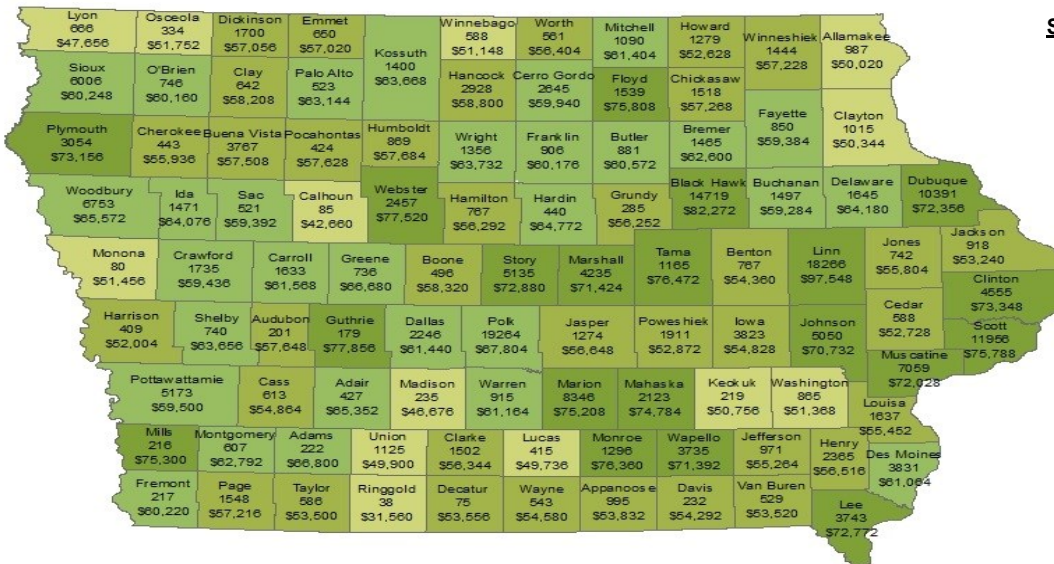 Lyon
666
$47,656
Osceola
334
$51,752
Dickinson
1700
$57,056
Emmet
650
$57,020
Kossuth
1400
$63,668
Winnebago
588
$51,148
Worth
561
$56,404
Mitchell
1090
$61,404
Howard
1279
$52,628
Winneshiek
1444
$57,228
Allamakee
987
$50,020
S
Sioux
6006
$60,248
O'Brien
746
$60,160
Clay
642
$58,208
Palo Alto
523
$63,144
Hancock
2928
$58,800
Cerro Gordo
2645
$59,940
Floyd
1539
$75,808
Chickasaw
1518
$57,268
Fayette
850
$59,384
Clayton
1015
$50,344
Plymouth
3054
$73,156
Cherokee
443
$55,936
Buena Vista
3767
$57,508
Pocahontas
424
$57,628
Humboldt
869
$57,684
Wright
1356
$63,732
Franklin
906
$60,176
Butler
881
$60,572
Bremer
1465
$62,600
Woodbury
6753
$65,572
Ida
1471
$64,076
Sac
521
$59,392
Calhoun
85
$42,660
Webster
2457
$77,520
Hamilton
767
$56,292
Hardin
440
$64,772
Grundy
285
$56,252
Black Hawk
14719
$82,272
Buchanan
1497
$59,284
Delaware
1645
$64,180
Dubuque
10391
$72,356
Monona
80
$51,456
Crawford
1735
$59,436
Carroll
1633
$61,568
Greene
736
$66,680
Boone
496
$58,320
Story
5135
$72,880
Marshall
4235
$71,424
Tama
1165
$76,472
Benton
767
$54,360
Linn
18266
$97,548
Jones
742
$55,804
Jackson
918
$53,240
Clinton
4555
$73,348
Harrison
409
$52,004
Shelby
740
$63,656
Audubon
201
$57,648
Guthrie
179
$77,856
Dallas
2246
$61,440
Polk
19264
$67,804
Jasper
1274
$56,648
Poweshiek
1911
$52,872
Iowa
3823
$54,828
Johnson
5050
$70,732
Cedar
588
$52,728
Scott
11956
$75,788
Muscatine
7059
$72,028
Pottawattamie
5173
$59,500
Cass
613
$54,864
Adair
427
$65,352
Madison
235
$46,676
Warren
915
$61,164
Marion
8346
$75,208
Mahaska
2123
$74,784
Keokuk
219
$50,756
Washington
865
$51,368
Louisa
1637
$55,452
Mills
216
$75,300
Montgomery
607
$62,792
Adams
222
$66,800
Union
1125
$49,900
Clarke
1502
$56,344
Lucas
415
$49,736
Monroe
1296
$76,360
Wapello
3735
$71,392
Jefferson
971
$55,264
Henry
2365
$56,516
Des Moines
3831
$61,064
Fremont
217
$60,220
Page
1548
$57,216
Taylor
586
$53,500
Ringgold
38
$31,560
Decatur
75
$53,556
Wayne
543
$54,580
Appanoose
995
$53,832
Davis
232
$54,292
Van Buren
529
$53,520
Lee
3743
$72,772